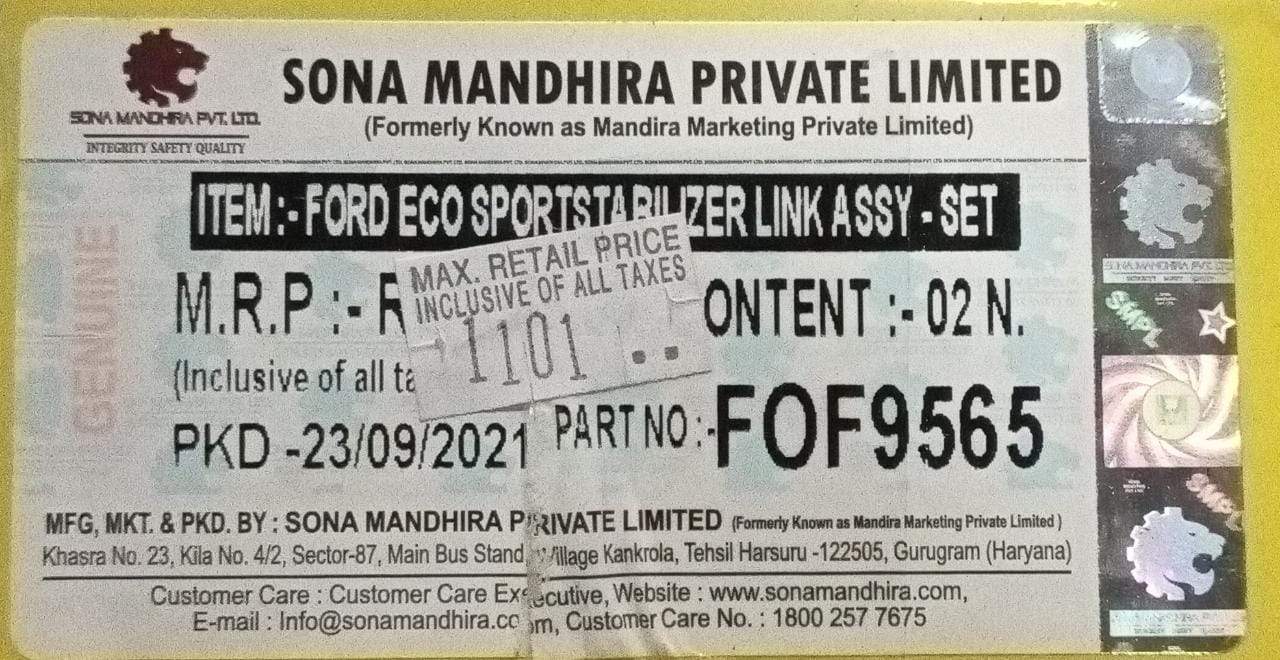 SONA MANDHIRA PVT. LTD.
INTEGRITY SAFETY QUALITY
SONA MANDHIRA PRIVATE LIMITED
(Formerly Known as Mandira Marketing Private Limited)
GENUINE
ITEM :- FORD ECO SPORTSTABILIZER LINK ASSY - SET
MAX. RETAIL PRICE
INCLUSIVE OF ALL TAXES
1101
M.R.P :- R
ONTENT :- 02 N.
(Inclusive of all ta
PKD -23/09/2021
PART NO :- FOF9565
MFG, MKT. & PKD. BY : SONA MANDHIRA PRIVATE LIMITED (Formerly Known as Mandira Marketing Private Limited )
Khasra No. 23, Kila No. 4/2, Sector-87, Main Bus Stand, Village Kankrola, Tehsil Harsuru -122505, Gurugram (Haryana)
Customer Care : Customer Care Executive, Website : www.sonamandhira.com,
E-mail : Info@sonamandhira.com, Customer Care No. : 1800 257 7675
SMPL
SMPL